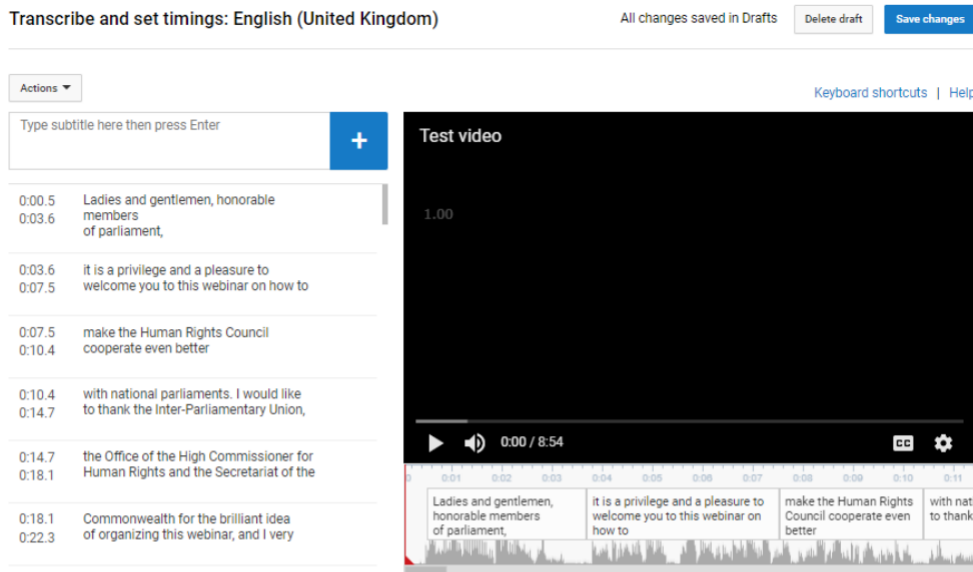 Transcribe and set timings: English (United Kingdom)
All changes saved in Drafts
Delete draft
Save changes
Actions
Keyboard shortcuts | Help
Type subtitle here then press Enter
+
0:00.5
0:03.6
Ladies and gentlemen, honorable
members
of parliament,
0:03.6
0:07.5
it is a privilege and a pleasure to
welcome you to this webinar on how to
0:07.5
0:10.4
make the Human Rights Council
cooperate even better
0:10.4
0:14.7
with national parliaments. I would like
to thank the Inter-Parliamentary Union,
0:14.7
0:18.1
the Office of the High Commissioner for
Human Rights and the Secretariat of the
0:18.1
0:22.3
Commonwealth for the brilliant idea
of organizing this webinar, and I very
Test video
1.00
0:00 / 8:54
CC
0 0:01 0:02 0:03 0:04 0:05 0:06 0:07 0:08 0:09 0:10 0:11
Ladies and gentlemen,
honorable members
of parliament,
it is a privilege and a pleasure to
welcome you to this webinar on
how to
make the Human Rights
Council cooperate even
better
with nat
to thank